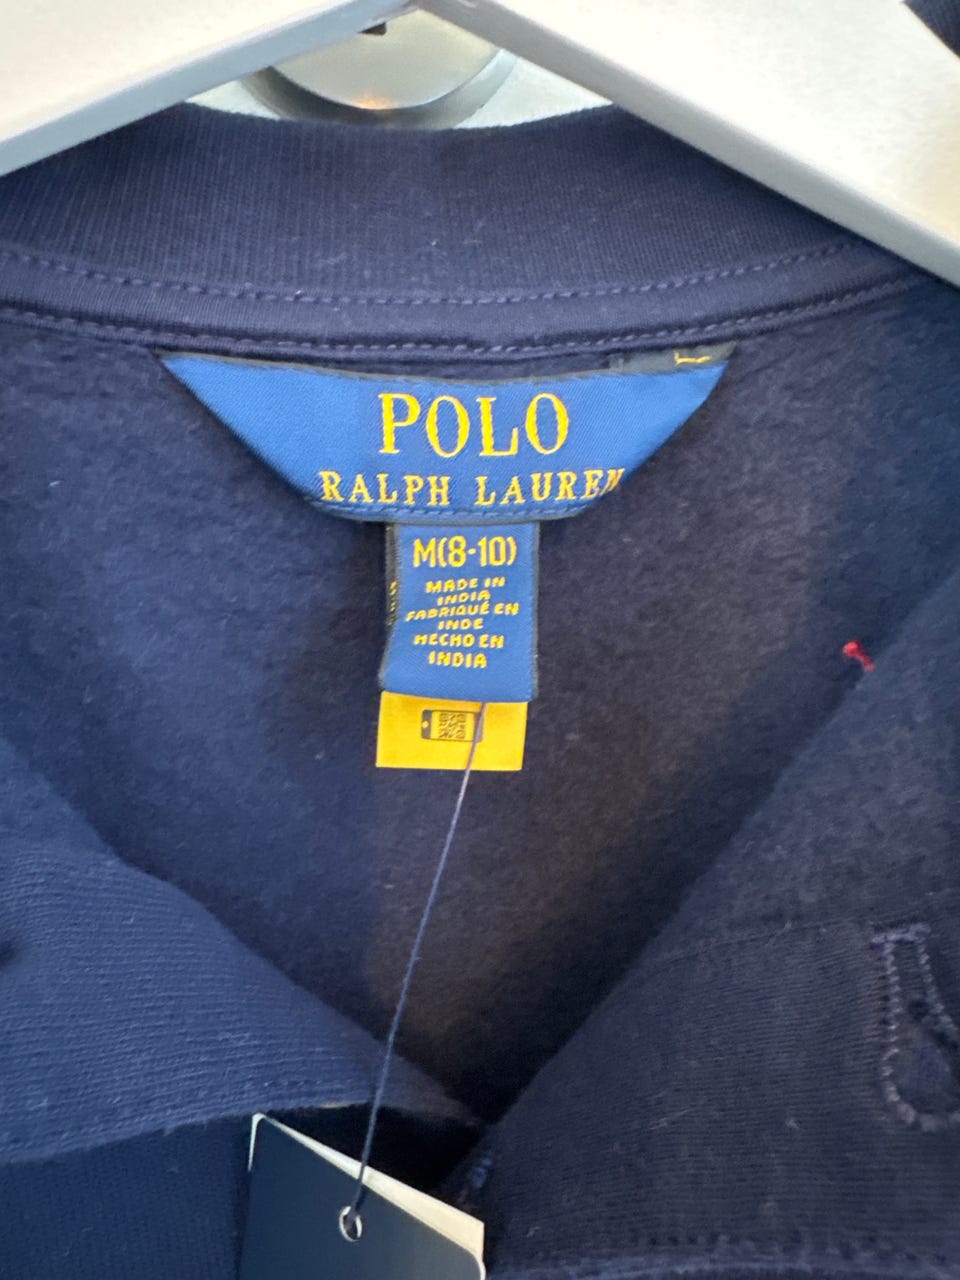 POLO
RALPH LAUREN
M(8-10)
MADE IN
INDIA
FABRIQUÉ EN
INDE
HECHO EN
INDIA